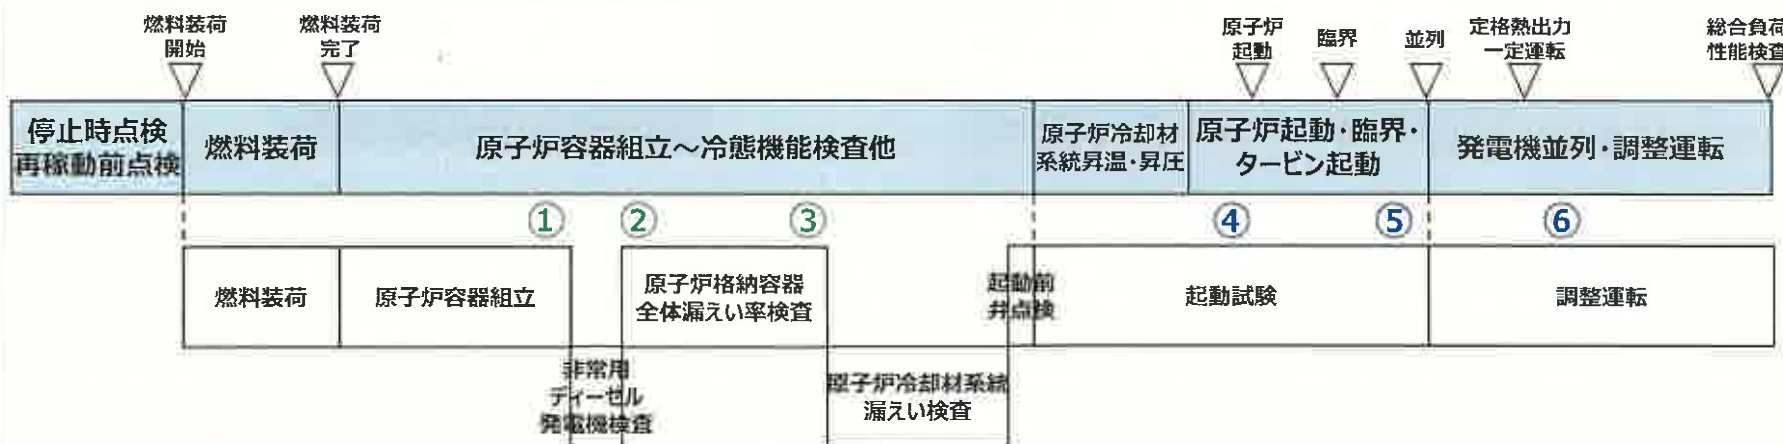 燃料装荷
開始
燃料装荷
完了
原子炉
起動
臨界
並列
定格熱出力
一定運転
総合負荷
性能検査
停止時点検
再稼動前点検
燃料装荷
原子炉容器組立～冷態機能検査他
原子炉冷却材
系統昇温・昇圧
原子炉起動・臨界・
タービン起動
発電機並列・調整運転
①
②
③
④
⑤
⑥
燃料装荷
原子炉容器組立
原子炉格納容器
全体漏えい率検査
起動前
弁点検
起動試験
調整運転
非常用
ディーゼル
発電機検査
原子炉冷却材系統
漏えい検査